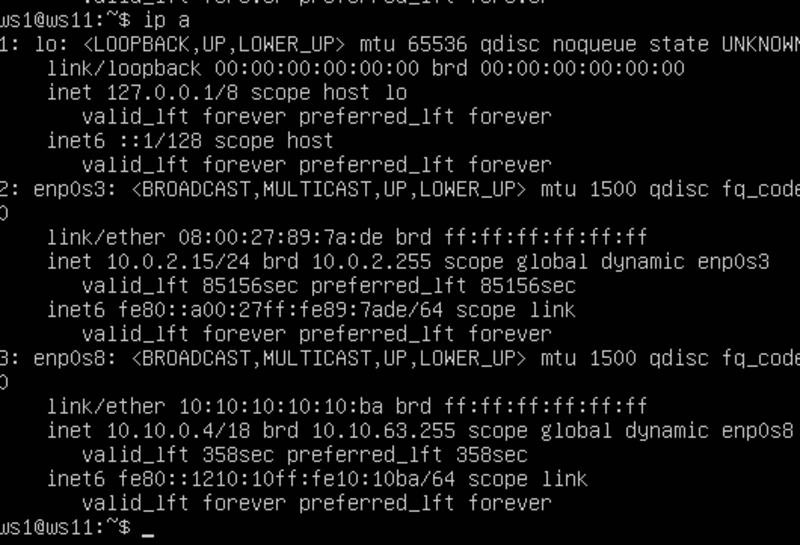 valid_lft forever preferred_lft forever
ws1@ws11:~$ ip a
1: lo: <LOOPBACK,UP,LOWER_UP> mtu 65536 qdisc noqueue state UNKNOWN
link/loopback 00:00:00:00:00:00 brd 00:00:00:00:00:00
inet 127.0.0.1/8 scope host lo
valid_lft forever preferred_lft forever
inet6 ::1/128 scope host
valid_lft forever preferred_lft forever
2: enp0s3: <BROADCAST,MULTICAST,UP,LOWER_UP> mtu 1500 qdisc fq_code
0
link/ether 08:00:27:89:7a:de brd ff:ff:ff:ff:ff:ff
inet 10.0.2.15/24 brd 10.0.2.255 scope global dynamic enp0s3
valid_lft 85156sec preferred_lft 85156sec
inet6 fe80::a00:27ff:fe89:7ade/64 scope link
valid_lft forever preferred_lft forever
3: enp0s8: <BROADCAST,MULTICAST,UP,LOWER_UP> mtu 1500 qdisc fq_code
0
link/ether 10:10:10:10:10:ba brd ff:ff:ff:ff:ff:ff
inet 10.10.0.4/18 brd 10.10.63.255 scope global dynamic enp0s8
valid_lft 358sec preferred_lft 358sec
inet6 fe80::1210:10ff:fe10:10ba/64 scope link
valid_lft forever preferred_lft forever
ws1@ws11:~$ _